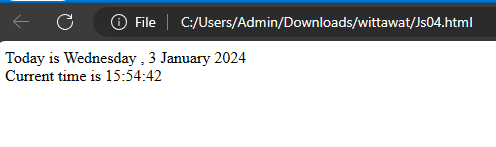 File C:/Users/Admin/Downloads/wittawat/Js04.html
Today is Wednesday , 3 January 2024
Current time is 15:54:42